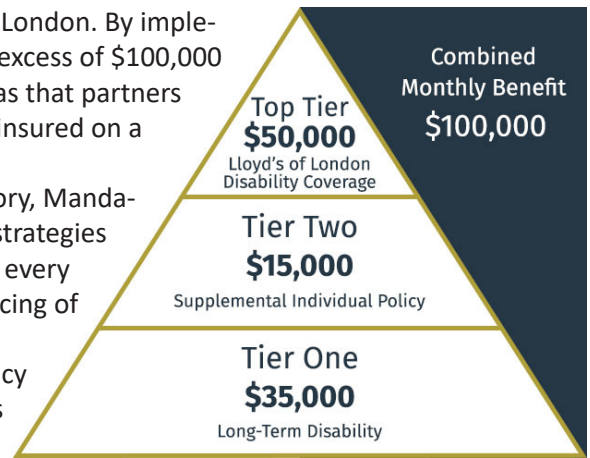 London. By imple-
excess of $100,000
as that partners
insured on a
ory, Manda-
strategies
every
cing of
cy
s
Top Tier
$50,000
Lloyd's of London
Disability Coverage
Tier Two
$15,000
Supplemental Individual Policy
Tier One
$35,000
Long-Term Disability
Combined
Monthly Benefit
$100,000